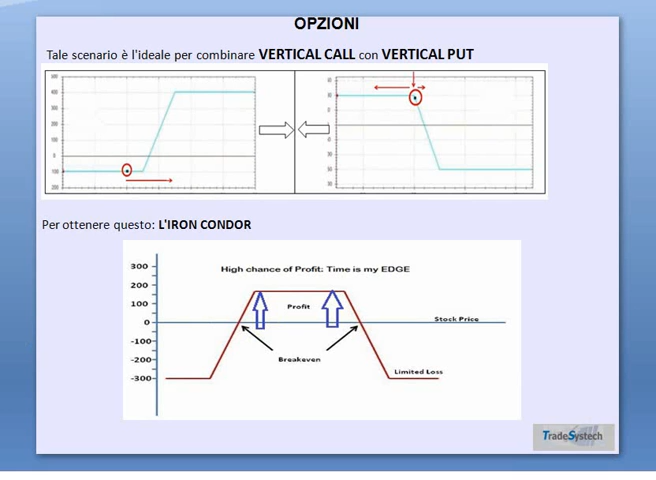 OPZIONI
Tale scenario è l'ideale per combinare VERTICAL CALL con VERTICAL PUT
Per ottenere questo: L'IRON CONDOR
High chance of Profit: Time is my EDGE
300
200
100
0
-100
-200
-300
Profit
Stock Price
Breakeven
Limited Loss
TradeSystech